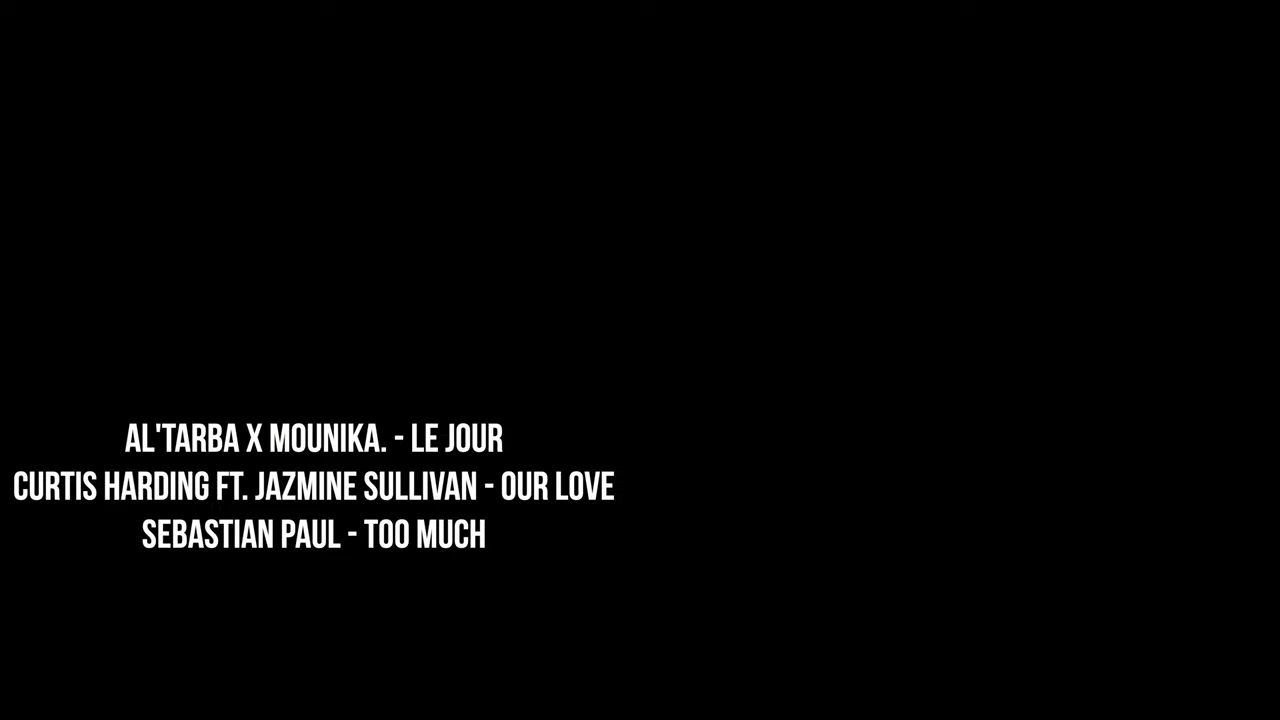 AL'TARBA X MOUNIKA. - LE JOUR
CURTIS HARDING FT. JAZMINE SULLIVAN - OUR LOVE
SEBASTIAN PAUL - TOO MUCH